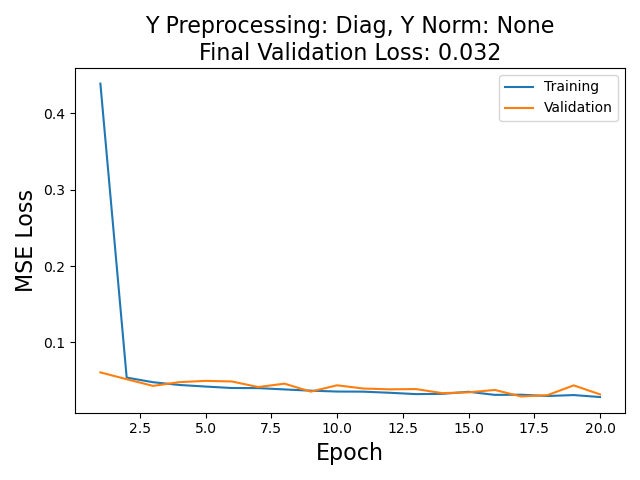 Y Preprocessing: Diag, Y Norm: None
Final Validation Loss: 0.032
Training
Validation
0.4
0.3
0.2
0.1
MSE Loss
2.5 5.0 7.5 10.0 12.5 15.0 17.5 20.0
Epoch